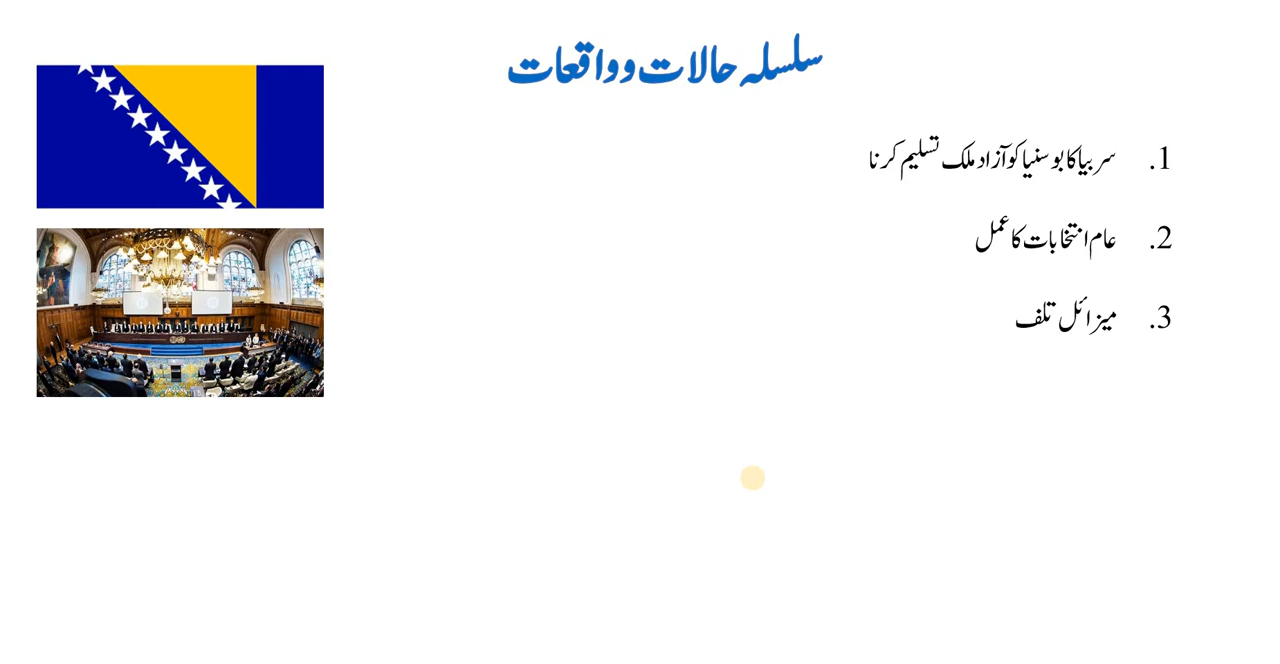 سلسلہ حالات و واقعات
1. سربیا کا بوسنیا کو آزاد ملک تسلیم کرنا
2. عام انتخابات کا عمل
3. میزائل تلف